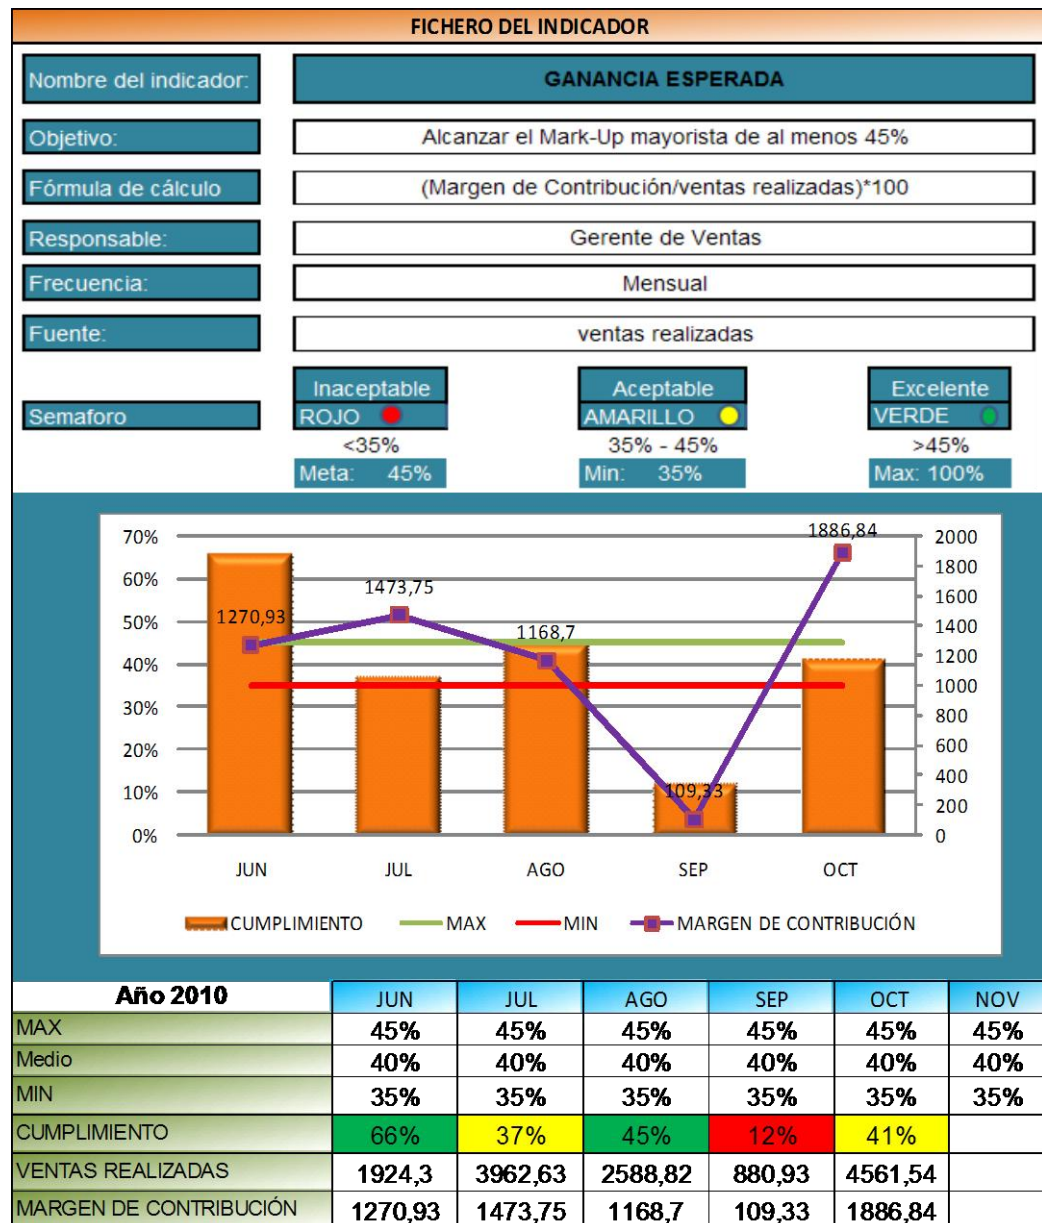 FICHERO DEL INDICADOR
Nombre del indicador: GANANCIA ESPERADA
Objetivo: Alcanzar el Mark-Up mayorista de al menos 45%
Fórmula de cálculo (Margen de Contribución/ventas realizadas)*100
Responsable: Gerente de Ventas
Frecuencia: Mensual
Fuente: ventas realizadas
Inaceptable Aceptable Excelente
Semaforo ROJO AMARILLO VERDE
<35% 35% - 45% >45%
Meta: 45% Min: 35% Max: 100%
70% 1886,84 2000
1800
60% 1473,75 1600
50% 1270,93 1168,7 1400
40% 1200
1000
30% 800
20% 600
400
10% 109,33 200
0% 0
JUN JUL AGO SEP OCT
CUMPLIMIENTO MAX MIN MARGEN DE CONTRIBUCIÓN
Año 2010 JUN JUL AGO SEP OCT NOV
MAX 45% 45% 45% 45% 45% 45%
Medio 40% 40% 40% 40% 40% 40%
MIN 35% 35% 35% 35% 35% 35%
CUMPLIMIENTO 66% 37% 45% 12% 41%
VENTAS REALIZADAS 1924,3 3962,63 2588,82 880,93 4561,54
MARGEN DE CONTRIBUCIÓN 1270,93 1473,75 1168,7 109,33 1886,84